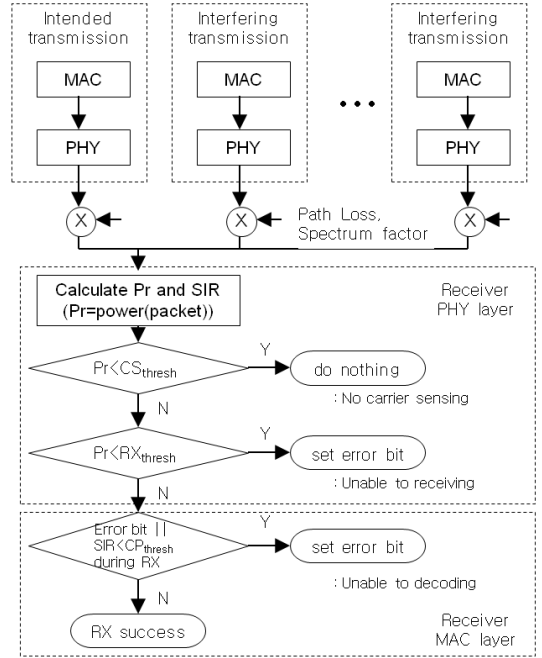 Intended
transmission
Interfering
transmission
Interfering
transmission
MAC
MAC
MAC
PHY
PHY
PHY
X
X
X
Path Loss,
Spectrum factor
Calculate Pr and SIR
(Pr=power(packet))
Receiver
PHY layer
Pr<CSthresh
Y
do nothing
: No carrier sensing
N
Pr<RXthresh
Y
set error bit
: Unable to receiving
N
Error bit ||
SIR<CPthresh
during RX
Y
set error bit
: Unable to decoding
N
RX success
Receiver
MAC layer